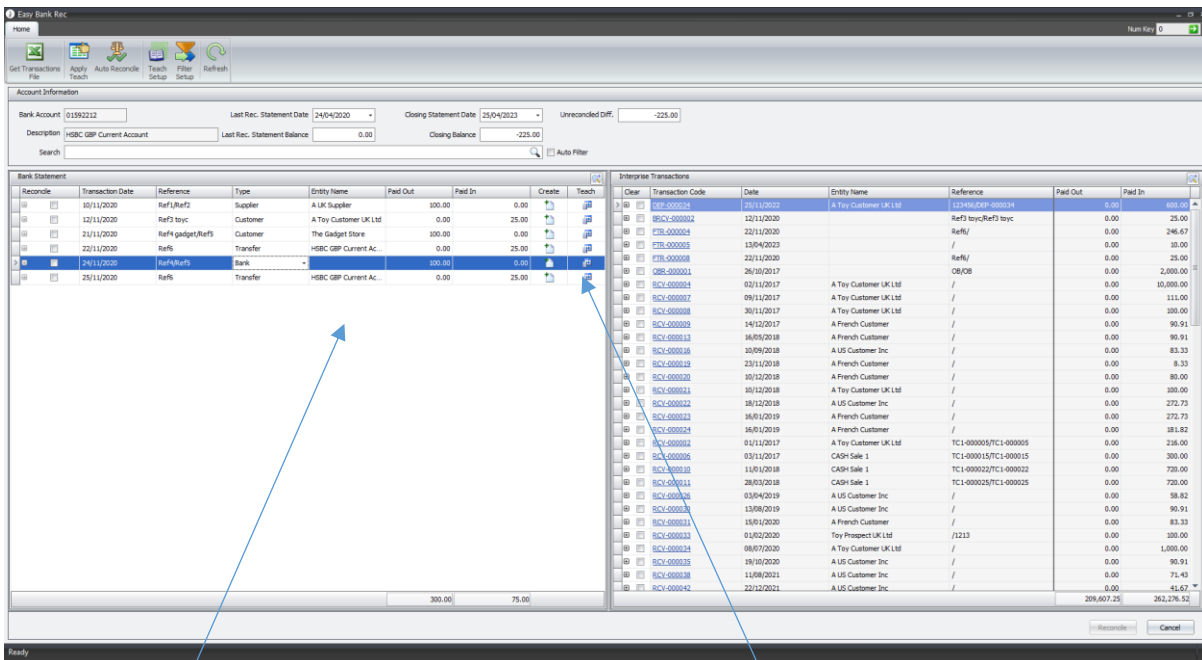 Easy Bank Rec
Home
Num Key 0
Get Transactions File
Apply Teach
Auto Reconcile
Teach Setup
Filter Setup
Refresh
Account Information
Bank Account 01592212 Last Rec. Statement Date 24/04/2020 Closing Statement Date 25/04/2023 Unreconciled Diff. -225.00
Description HSBC GBP Current Account Last Rec. Statement Balance 0.00 Closing Balance -225.00
Search Auto Filter
Bank Statement
Reconcile Transaction Date Reference Type Entity Name Paid Out Paid In Create Teach
10/11/2020 Ref1/Ref2 Supplier A UK Supplier 100.00 0.00
12/11/2020 Ref3 toyc Customer A Toy Customer UK Ltd 0.00 25.00
21/11/2020 Ref4 gadget/Ref5 Customer The Gadget Store 100.00 0.00
22/11/2020 Ref6 Transfer HSBC GBP Current Ac... 0.00 25.00
24/11/2020 Ref4/Ref5 Bank 100.00 0.00
25/11/2020 Ref6 Transfer HSBC GBP Current Ac... 0.00 25.00
300.00 75.00
Enterprise Transactions
Clear Transaction Code Date Entity Name Reference Paid Out Paid In
DEP-000034 25/11/2022 A Toy Customer UK Ltd 123456/DEP-000034 0.00 600.00
BRCV-000002 12/11/2020 Ref3 toyc/Ref3 toyc 0.00 25.00
FTR-000004 22/11/2020 Ref6/ 0.00 246.67
FTR-000005 13/04/2023 / 0.00 10.00
FTR-000008 22/11/2020 Ref6/ 0.00 25.00
OBR-000001 26/10/2017 OB/OB 0.00 2,000.00
RCV-000004 02/11/2017 A Toy Customer UK Ltd / 0.00 10,000.00
RCV-000007 09/11/2017 A Toy Customer UK Ltd / 0.00 111.00
RCV-000008 30/11/2017 A Toy Customer UK Ltd / 0.00 100.00
RCV-000009 14/12/2017 A French Customer / 0.00 90.91
RCV-000013 16/05/2018 A French Customer / 0.00 90.91
RCV-000016 10/09/2018 A US Customer Inc / 0.00 83.33
RCV-000019 23/11/2018 A French Customer / 0.00 8.33
RCV-000020 10/12/2018 A French Customer / 0.00 80.00
RCV-000021 10/12/2018 A Toy Customer UK Ltd / 0.00 100.00
RCV-000022 18/12/2018 A US Customer Inc / 0.00 272.73
RCV-000023 16/01/2019 A French Customer / 0.00 272.73
RCV-000024 16/01/2019 A French Customer / 0.00 181.82
RCV-000002 01/11/2017 A Toy Customer UK Ltd TC1-000005/TC1-000005 0.00 216.00
RCV-000006 03/11/2017 CASH Sale 1 TC1-000015/TC1-000015 0.00 300.00
RCV-000010 11/01/2018 CASH Sale 1 TC1-000022/TC1-000022 0.00 720.00
RCV-000011 28/03/2018 CASH Sale 1 TC1-000025/TC1-000025 0.00 720.00
RCV-000026 03/04/2019 A US Customer Inc / 0.00 58.82
RCV-000030 13/08/2019 A US Customer Inc / 0.00 90.91
RCV-000031 15/01/2020 A French Customer / 0.00 83.33
RCV-000033 01/02/2020 Toy Prospect UK Ltd /1213 0.00 100.00
RCV-000034 08/07/2020 A Toy Customer UK Ltd / 0.00 1,000.00
RCV-000035 19/10/2020 A US Customer Inc / 0.00 90.91
RCV-000038 11/08/2021 A US Customer Inc / 0.00 71.43
RCV-000042 22/12/2021 A US Customer Inc / 0.00 41.67
209,607.25 262,276.52
Reconcile Cancel
Ready